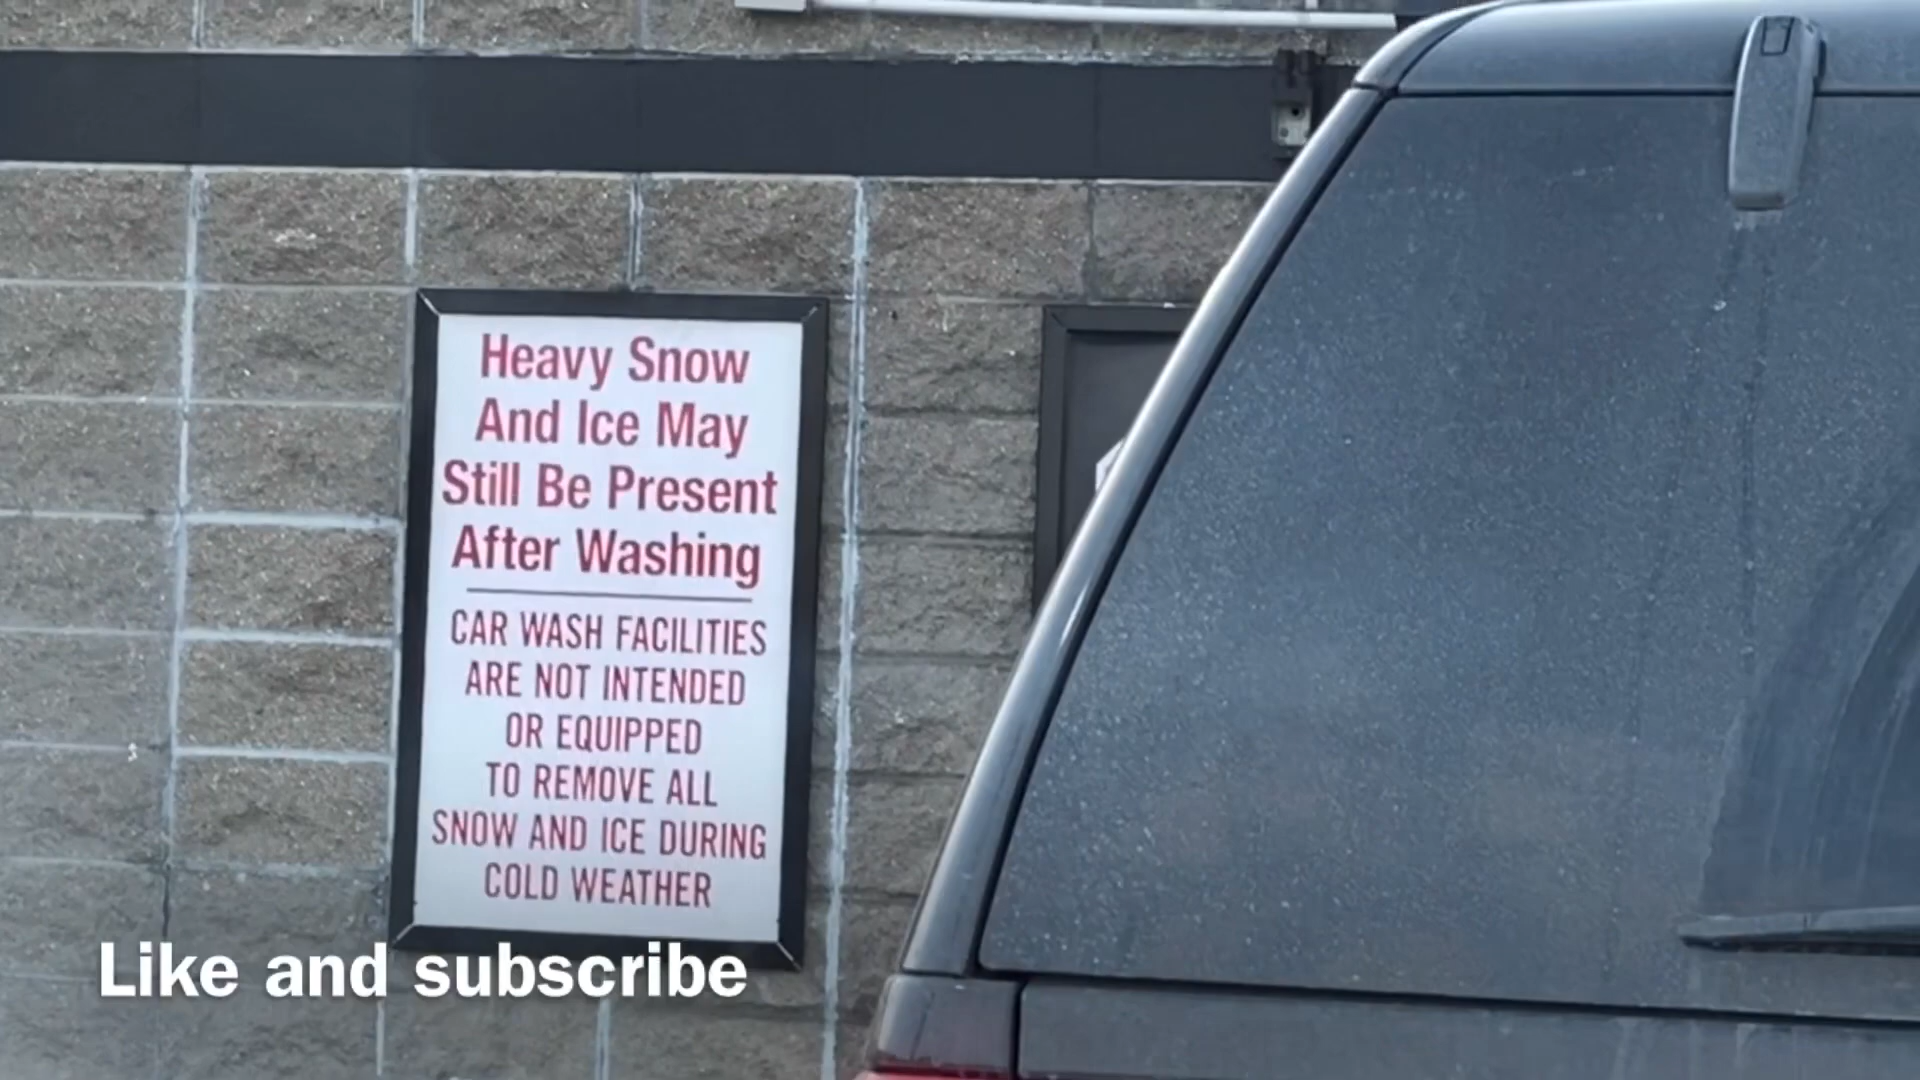 Heavy Snow
And Ice May
Still Be Present
After Washing
CAR WASH FACILITIES
ARE NOT INTENDED
OR EQUIPPED
TO REMOVE ALL
SNOW AND ICE DURING
COLD WEATHER
Like and subscribe